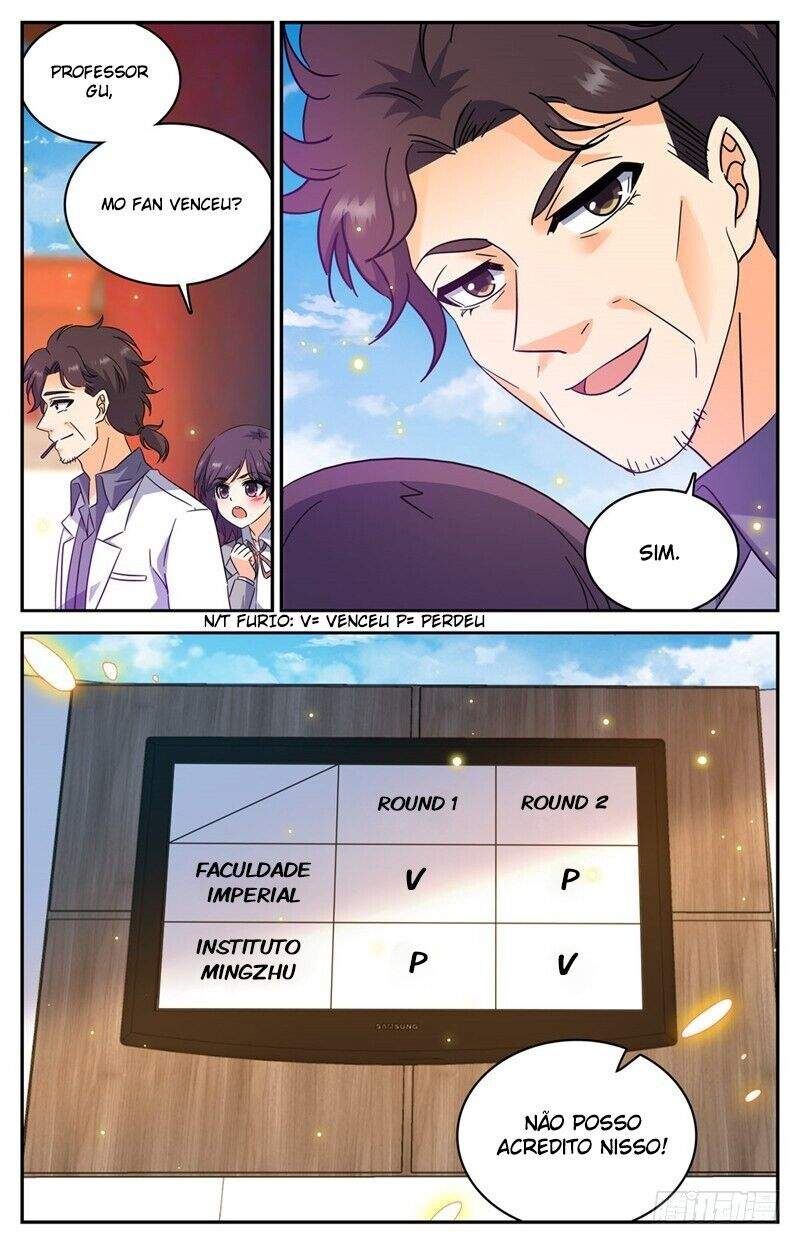 PROFESSOR
GU,
MO FAN VENCEU?
SIM.
N/T FURIO: V= VENCEU P= PERDEU
ROUND 1
ROUND 2
FACULDADE
IMPERIAL
V
P
INSTITUTO
MINGZHU
P
V
SAMSUNG
NÃO POSSO
ACREDITO NISSO!